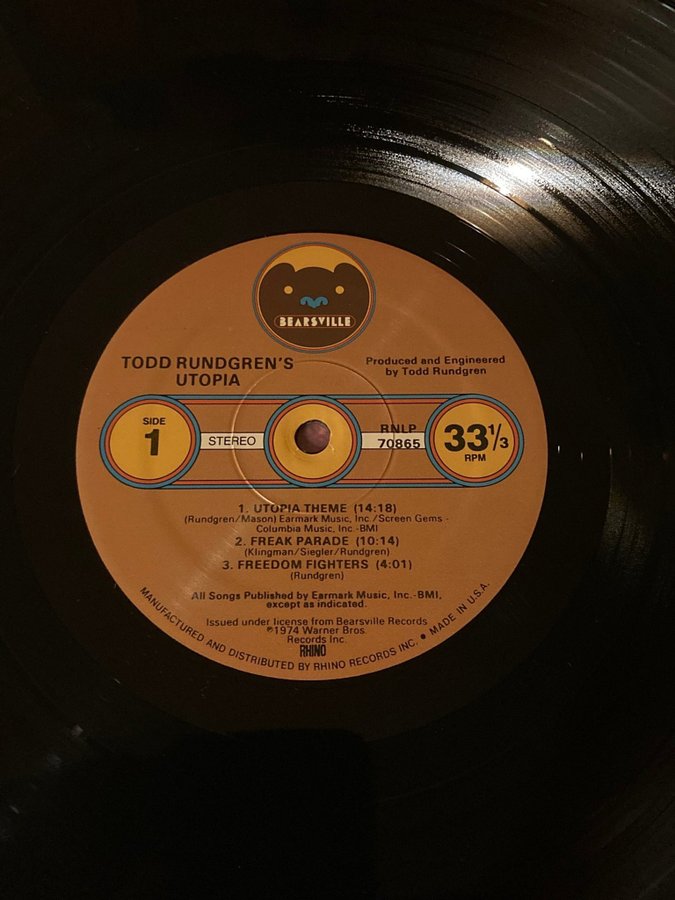 BEARSVILLE
TODD RUNDGREN'S
UTOPIA
Produced and Engineered
by Todd Rundgren
SIDE
1
STEREO
RNLP
70865
33⅓
RPM
1. UTOPIA THEME (14:18)
(Rundgren/Mason) Earmark Music, Inc./Screen Gems -
Columbia Music, Inc.-BMI
2. FREAK PARADE (10:14)
(Klingman/Siegler/Rundgren)
3. FREEDOM FIGHTERS (4:01)
(Rundgren)
All Songs Published by Earmark Music, Inc.-BMI,
except as indicated.
Issued under license from Bearsville Records
℗1974 Warner Bros.
Records Inc.
RHINO
MANUFACTURED AND DISTRIBUTED BY RHINO RECORDS INC. • MADE IN U.S.A.